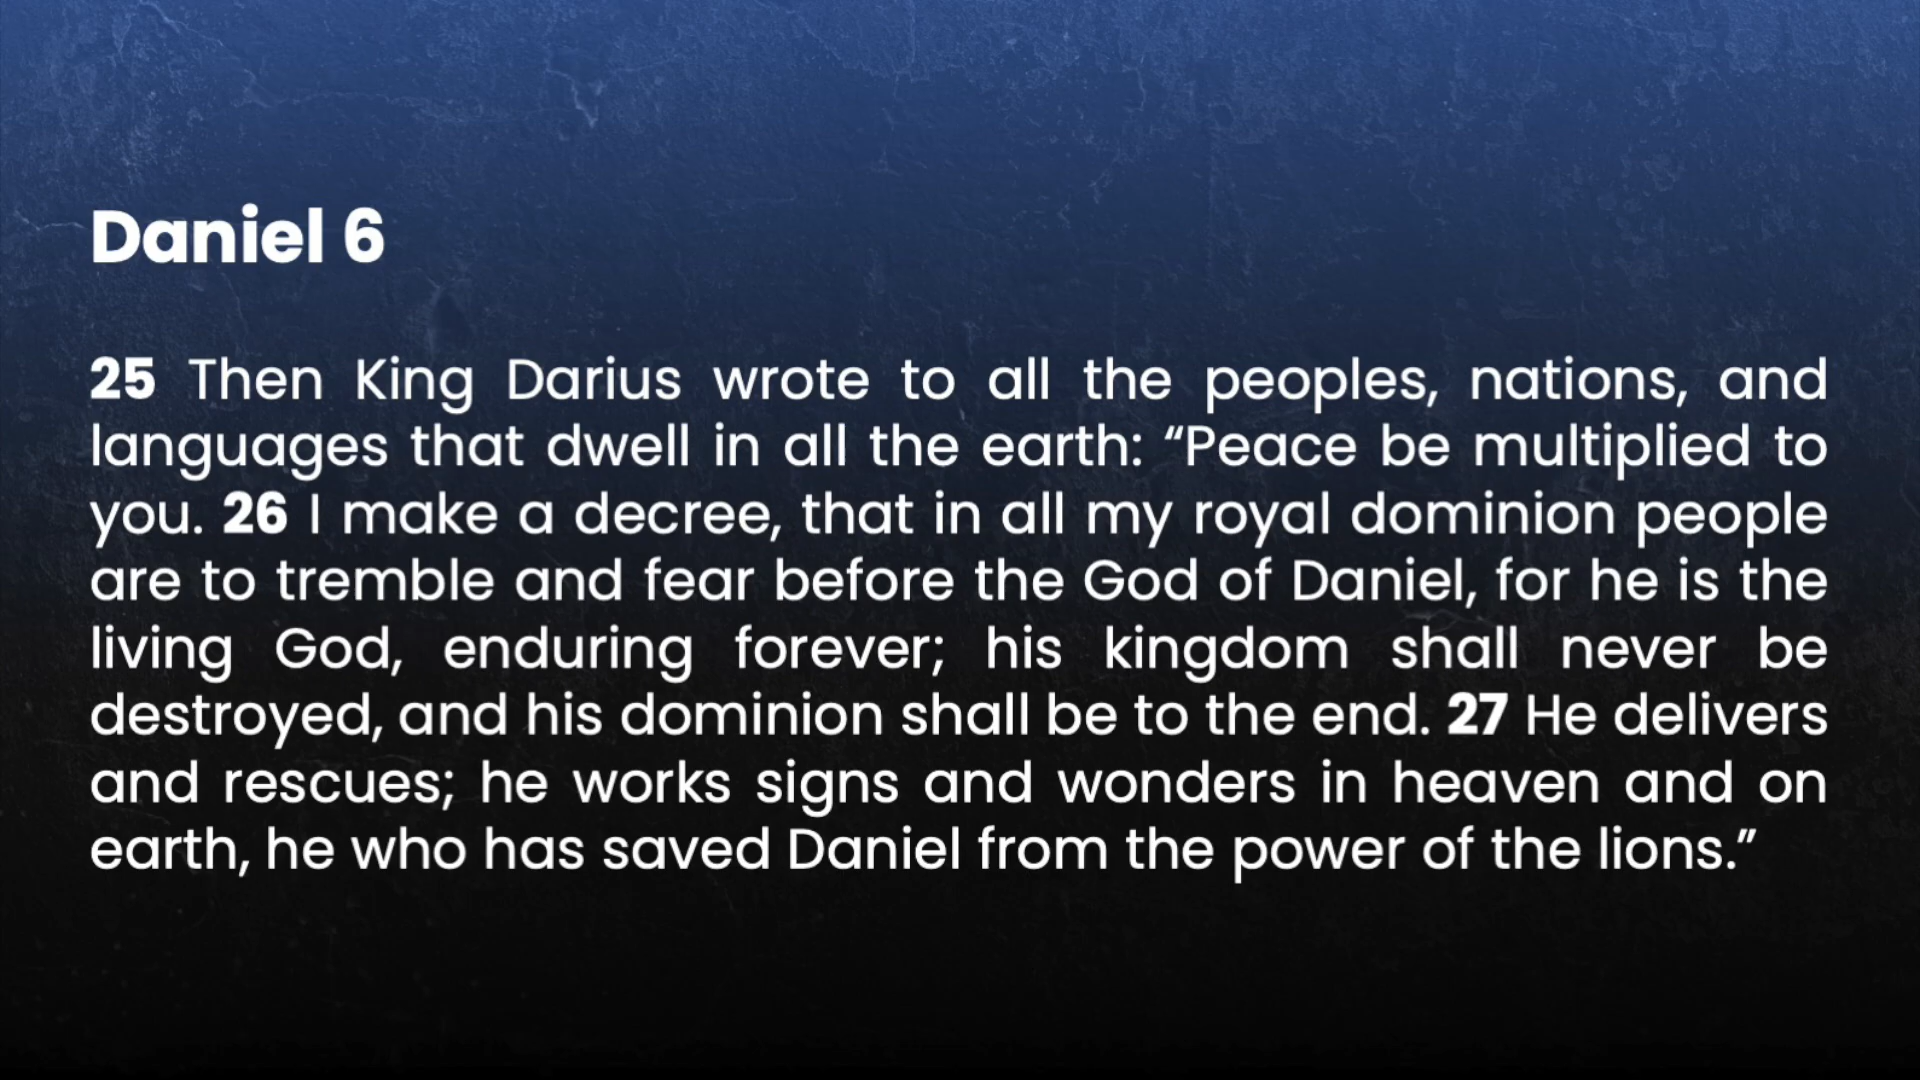 Daniel 6
25 Then King Darius wrote to all the peoples, nations, and
languages that dwell in all the earth: “Peace be multiplied to
you. 26 I make a decree, that in all my royal dominion people
are to tremble and fear before the God of Daniel, for he is the
living God, enduring forever; his kingdom shall never be
destroyed, and his dominion shall be to the end. 27 He delivers
and rescues; he works signs and wonders in heaven and on
earth, he who has saved Daniel from the power of the lions.”